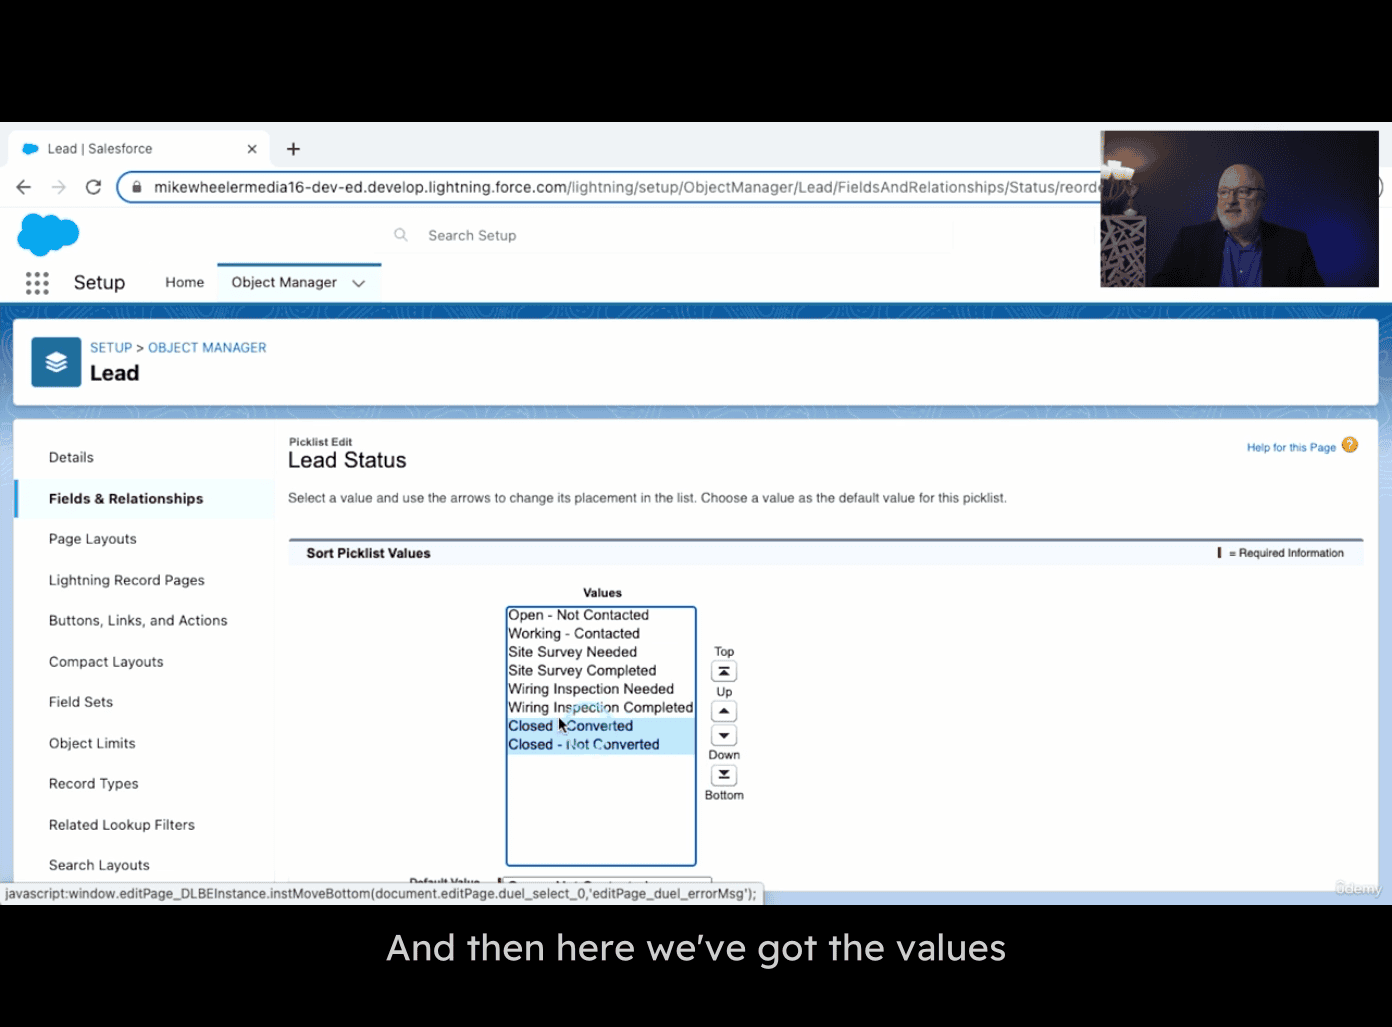 Lead | Salesforce
mikewheelermedia16-dev-ed.develop.lightning.force.com/lightning/setup/ObjectManager/Lead/FieldsAndRelationships/Status/reord
Search Setup
Setup
Home
Object Manager
SETUP > OBJECT MANAGER
Lead
Details
Fields & Relationships
Page Layouts
Lightning Record Pages
Buttons, Links, and Actions
Compact Layouts
Field Sets
Object Limits
Record Types
Related Lookup Filters
Search Layouts
Picklist Edit
Lead Status
Help for this Page
Select a value and use the arrows to change its placement in the list. Choose a value as the default value for this picklist.
Sort Picklist Values
= Required Information
Values
Open - Not Contacted
Working - Contacted
Site Survey Needed
Site Survey Completed
Wiring Inspection Needed
Wiring Inspection Completed
Closed - Converted
Closed - Not Converted
Top
Up
Down
Bottom
Default Value
javascript:window.editPage_DLBEInstance.instMoveBottom(document.editPage.duel_select_0,'editPage_duel_errorMsg');
Udemy
And then here we've got the values